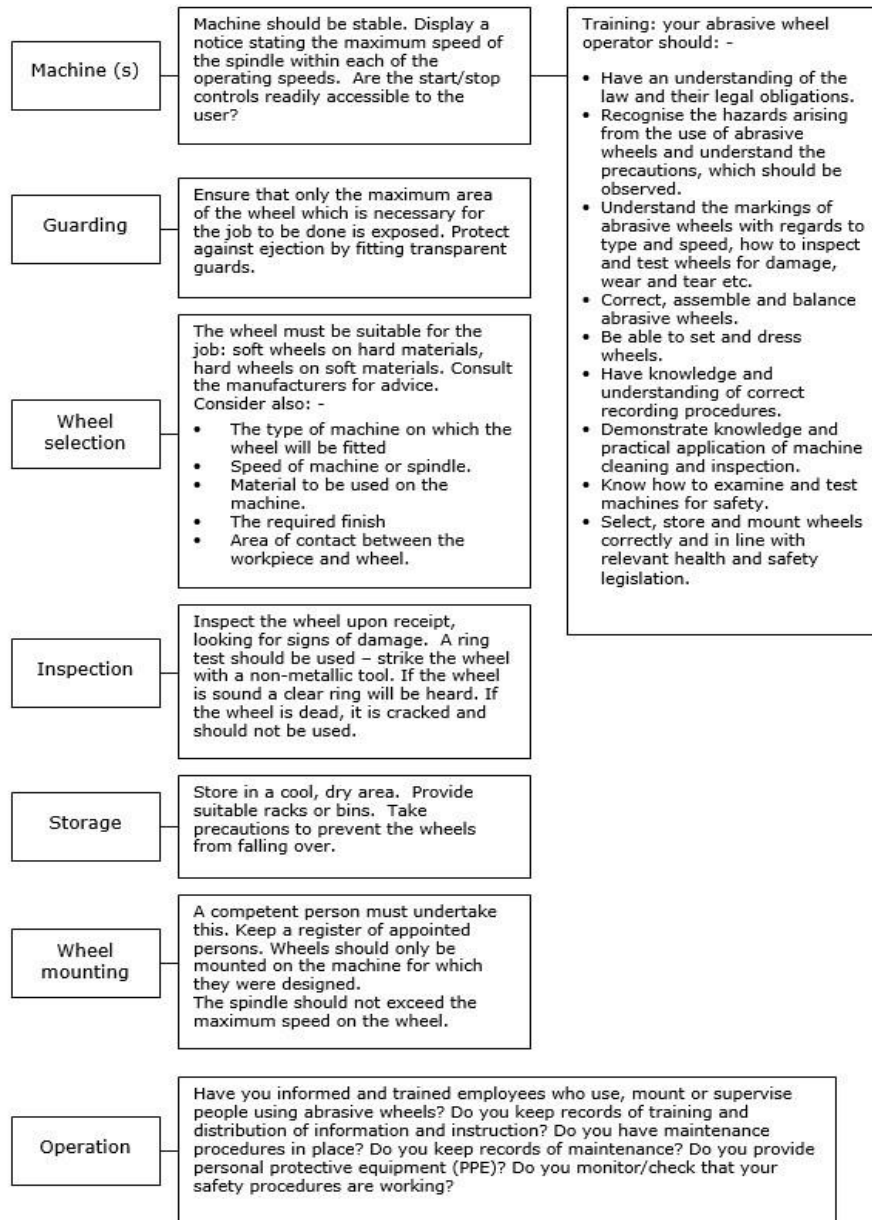 Machine (s)
Machine should be stable. Display a
notice stating the maximum speed of
the spindle within each of the
operating speeds.  Are the start/stop
controls readily accessible to the
user?
Training: your abrasive wheel
operator should: -
• Have an understanding of the
law and their legal obligations.
• Recognise the hazards arising
from the use of abrasive
wheels and understand the
precautions, which should be
observed.
• Understand the markings of
abrasive wheels with regards to
type and speed, how to inspect
and test wheels for damage,
wear and tear etc.
• Correct, assemble and balance
abrasive wheels.
• Be able to set and dress
wheels.
• Have knowledge and
understanding of correct
recording procedures.
• Demonstrate knowledge and
practical application of machine
cleaning and inspection.
• Know how to examine and test
machines for safety.
• Select, store and mount wheels
correctly and in line with
relevant health and safety
legislation.
Guarding
Ensure that only the maximum area
of the wheel which is necessary for
the job to be done is exposed. Protect
against ejection by fitting transparent
guards.
Wheel
selection
The wheel must be suitable for the
job: soft wheels on hard materials,
hard wheels on soft materials. Consult
the manufacturers for advice.
Consider also: -
• The type of machine on which the
wheel will be fitted
• Speed of machine or spindle.
• Material to be used on the
machine.
• The required finish
• Area of contact between the
workpiece and wheel.
Inspection
Inspect the wheel upon receipt,
looking for signs of damage.  A ring
test should be used – strike the wheel
with a non-metallic tool. If the wheel
is sound a clear ring will be heard. If
the wheel is dead, it is cracked and
should not be used.
Storage
Store in a cool, dry area.  Provide
suitable racks or bins.  Take
precautions to prevent the wheels
from falling over.
Wheel
mounting
A competent person must undertake
this. Keep a register of appointed
persons. Wheels should only be
mounted on the machine for which
they were designed.
The spindle should not exceed the
maximum speed on the wheel.
Operation
Have you informed and trained employees who use, mount or supervise
people using abrasive wheels? Do you keep records of training and
distribution of information and instruction? Do you have maintenance
procedures in place? Do you keep records of maintenance? Do you provide
personal protective equipment (PPE)? Do you monitor/check that your
safety procedures are working?